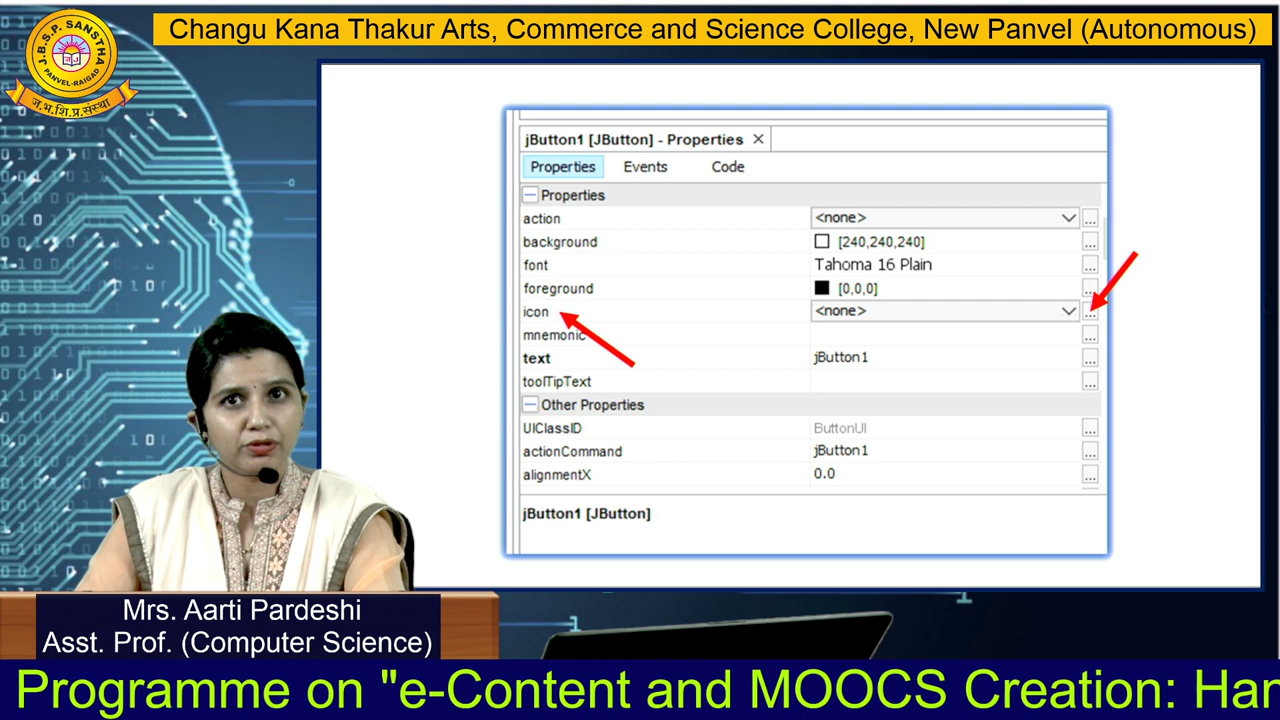 Changu Kana Thakur Arts, Commerce and Science College, New Panvel (Autonomous)
J.B.S.P. SANSTHA
PANVEL-RAIGAD
ज.भ.शि.प्र.संस्था
jButton1 [JButton] - Properties ×
Properties Events Code
Properties
action <none> ...
background [240,240,240] ...
font Tahoma 16 Plain ...
foreground [0,0,0] ...
icon <none> ...
mnemonic ...
text jButton1 ...
toolTipText ...
Other Properties
UIClassID ButtonUI ...
actionCommand jButton1 ...
alignmentX 0.0 ...
jButton1 [JButton]
Mrs. Aarti Pardeshi
Asst. Prof. (Computer Science)
Programme on "e-Content and MOOCS Creation: Han